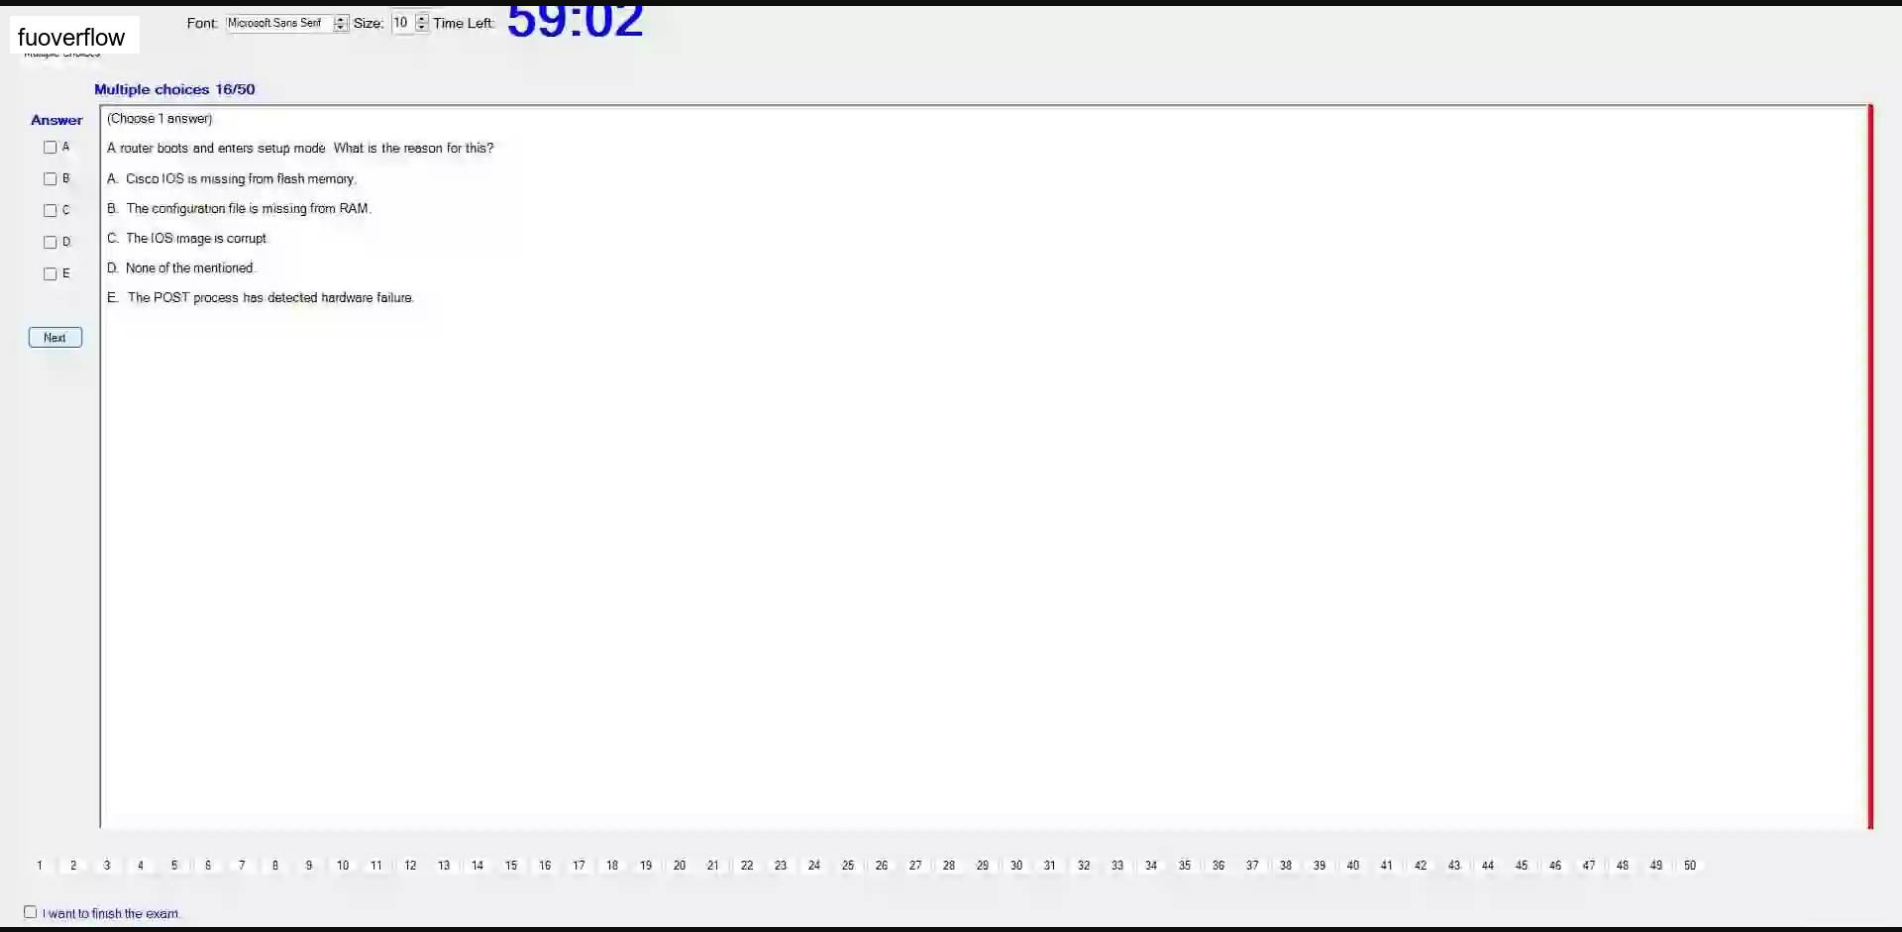 fuoverflow
Font: Microsoft Sans Serif Size: 10 Time Left: 59:02
Multiple choices
Multiple choices 16/50
Answer
(Choose 1 answer)
A
A router boots and enters setup mode. What is the reason for this?
B
A. Cisco IOS is missing from flash memory.
C
B. The configuration file is missing from RAM.
D
C. The IOS image is corrupt.
E
D. None of the mentioned.
E. The POST process has detected hardware failure.
Next
1 2 3 4 5 6 7 8 9 10 11 12 13 14 15 16 17 18 19 20 21 22 23 24 25 26 27 28 29 30 31 32 33 34 35 36 37 38 39 40 41 42 43 44 45 46 47 48 49 50
I want to finish the exam.